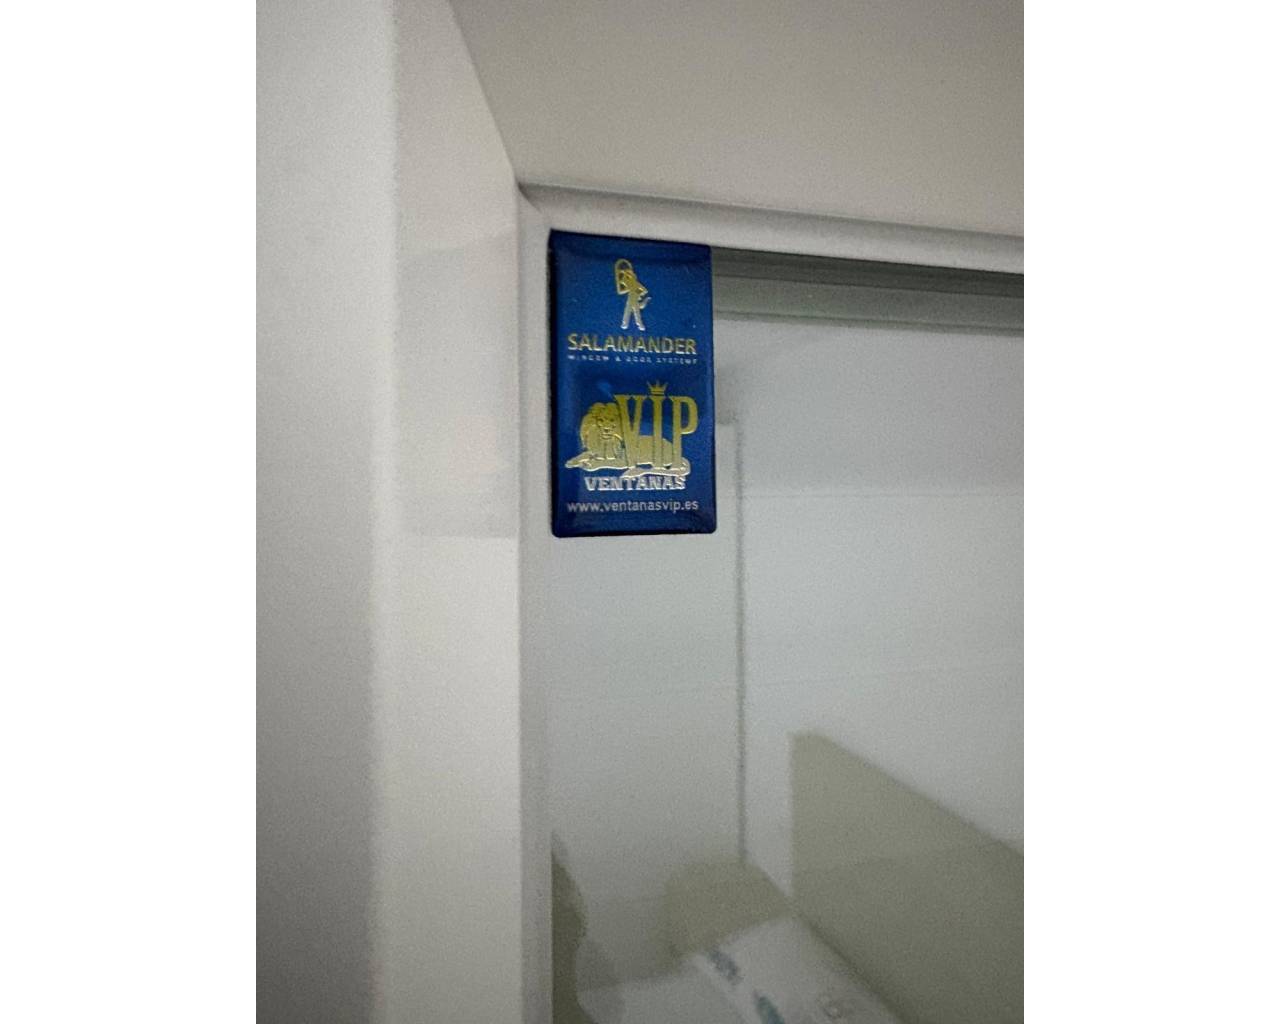 SALAMANDER
WINDOW & DOOR SYSTEMS
VIP
VENTANAS
www.ventanasvip.es